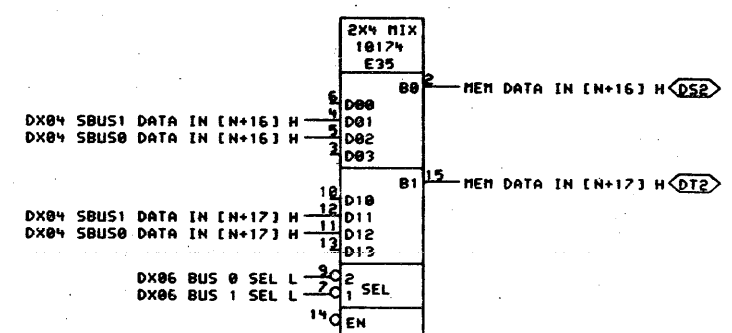 2X4 MIX
10174
E35
B0 2 MEM DATA IN [N+16] H DS2
6 D00
DX04 SBUS1 DATA IN [N+16] H 4 D01
DX04 SBUS0 DATA IN [N+16] H 5 D02
3 D03
B1 15 MEM DATA IN [N+17] H DT2
10 D10
DX04 SBUS1 DATA IN [N+17] H 12 D11
DX04 SBUS0 DATA IN [N+17] H 11 D12
13 D13
DX06 BUS 0 SEL L 9 2
DX06 BUS 1 SEL L 7 1 SEL
14 EN